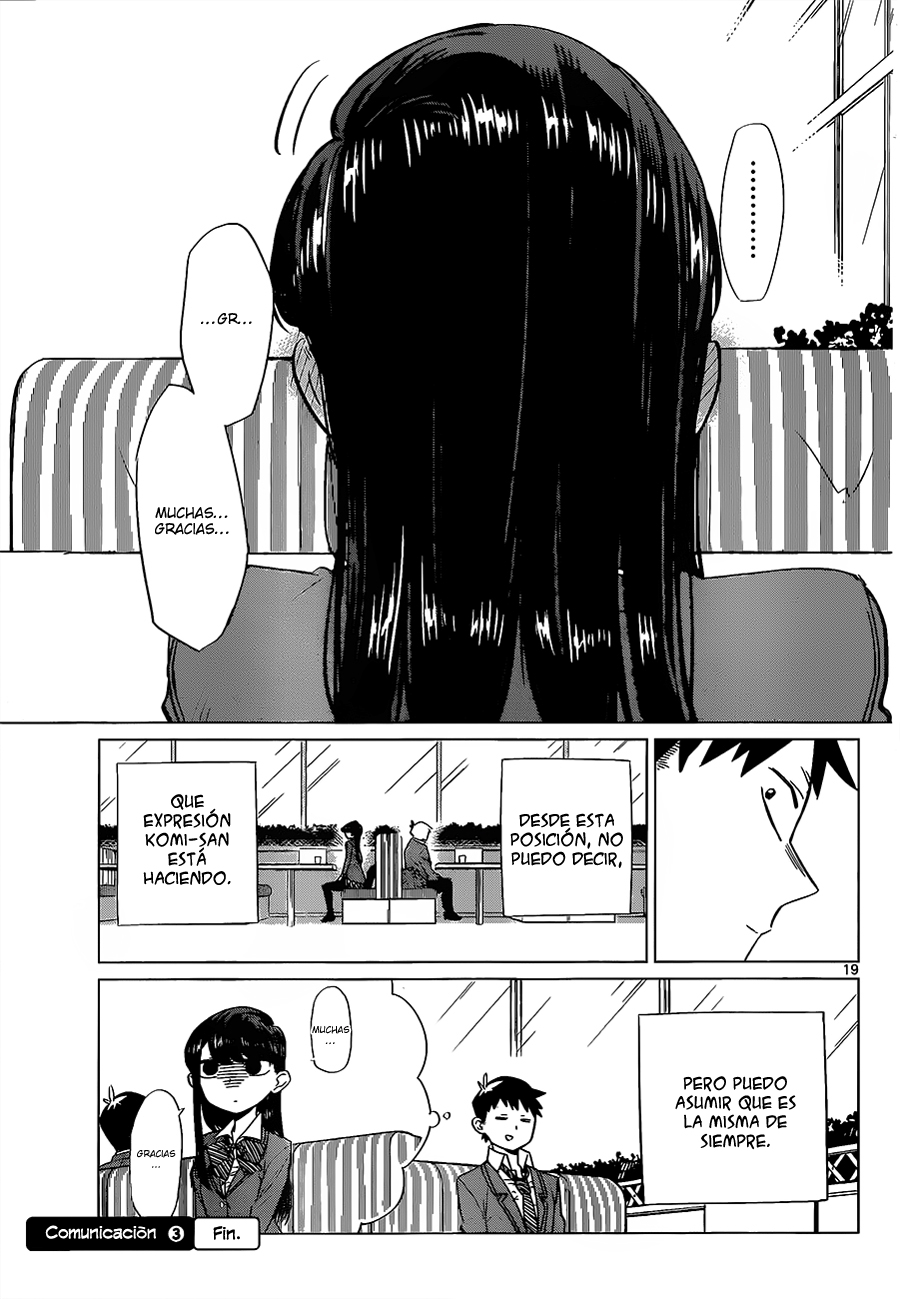 .........
...GR...
MUCHAS...
GRACIAS...
DESDE ESTA
POSICIÓN, NO
PUEDO DECIR,
QUE
EXPRESIÓN
KOMI-SAN
ESTÁ
HACIENDO.
19
PERO PUEDO
ASUMIR QUE ES
LA MISMA DE
SIEMPRE.
MUCHAS
...
GRACIAS
...
Comunicaciõn 3 Fin.